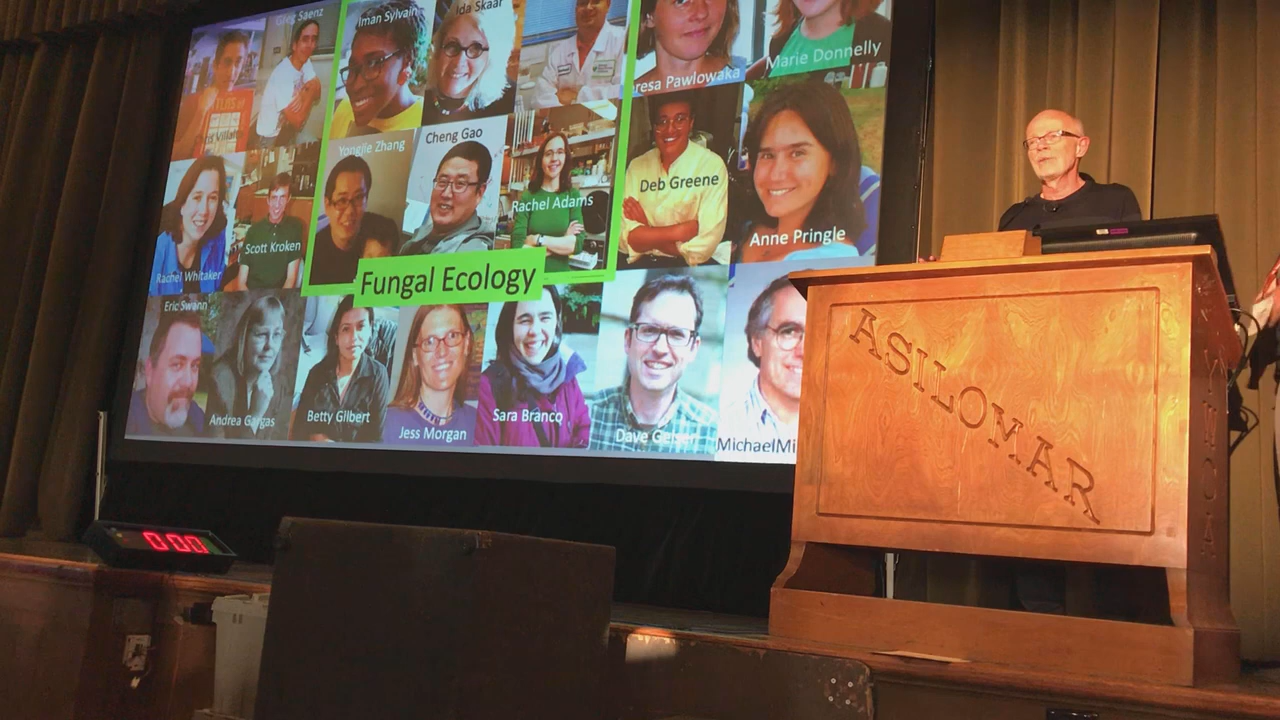 Greg Saenz
Iman Sylvain
Ida Skaar
Teresa Pawlowaka
Marie Donnelly
Yongjie Zhang
Cheng Gao
Rachel Adams
Deb Greene
Anne Pringle
Rachel Whitaker
Scott Kroken
Fungal Ecology
Eric Swann
Andrea Gargas
Betty Gilbert
Jess Morgan
Sara Branco
Dave Geiser
MichaelMi
ASILOMAR
0:00